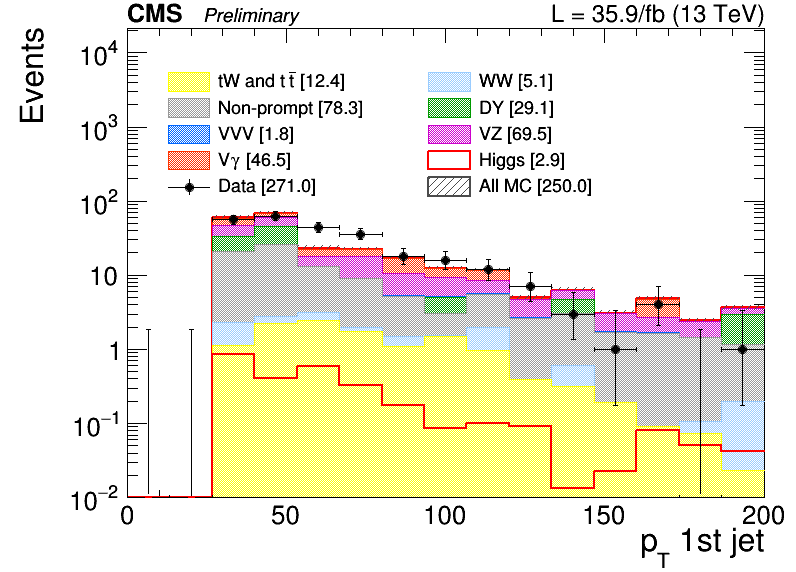 CMS Preliminary L = 35.9/fb (13 TeV)
Events
10⁴
10³
10²
10
1
10⁻¹
10⁻²
tW and tt̄ [12.4] WW [5.1]
Non-prompt [78.3] DY [29.1]
VVV [1.8] VZ [69.5]
Vγ [46.5] Higgs [2.9]
Data [271.0] All MC [250.0]
0 50 100 150 200
p_T 1st jet